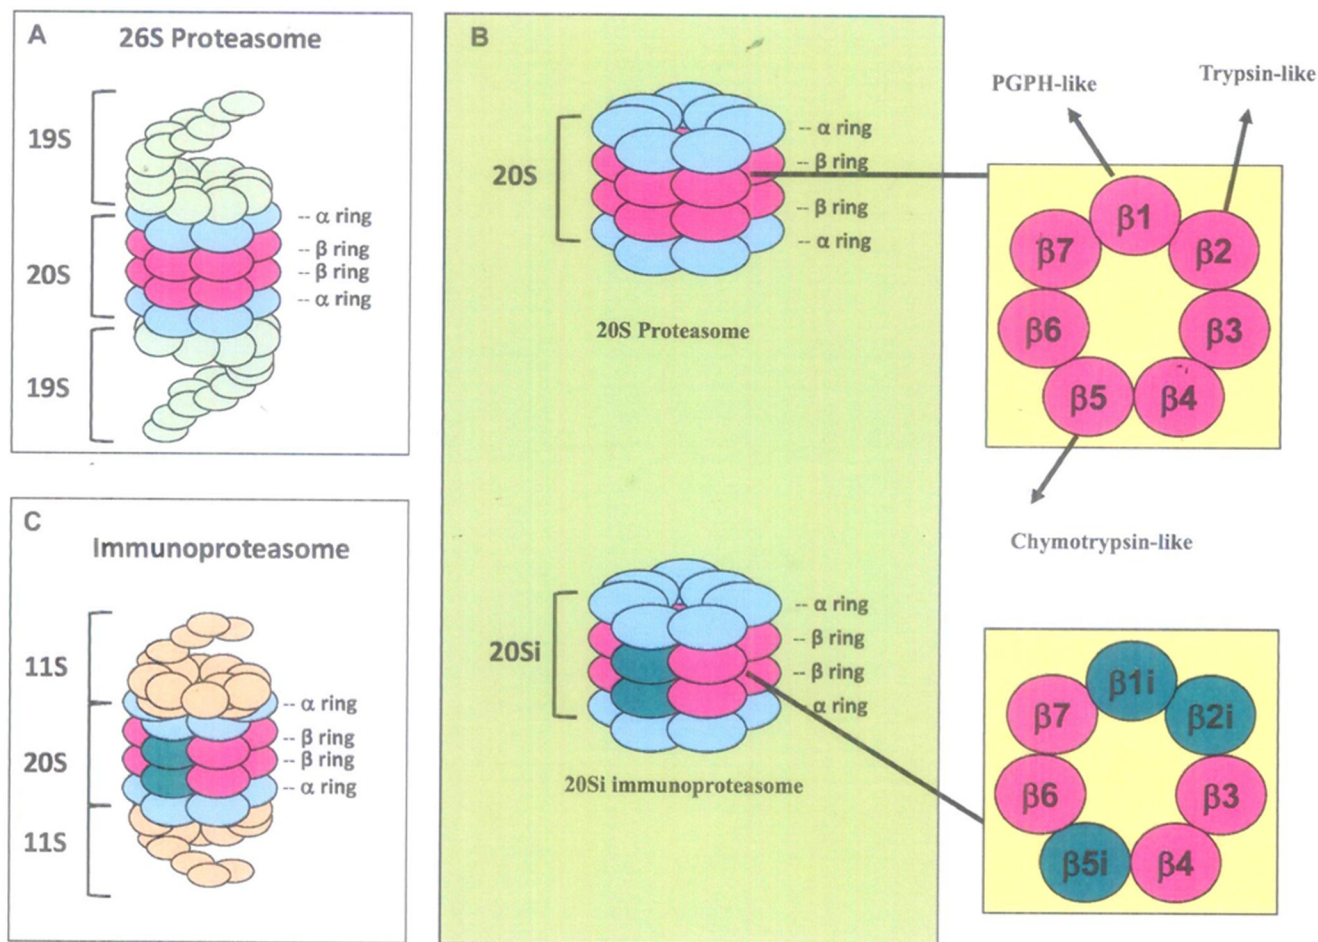 A
26S Proteasome
19S
20S
19S
-- α ring
-- β ring
-- β ring
-- α ring
B
20S
-- α ring
-- β ring
-- β ring
-- α ring
20S Proteasome
20Si
-- α ring
-- β ring
-- β ring
-- α ring
20Si immunoproteasome
PGPH-like
Trypsin-like
β1
β7
β2
β6
β3
β5
β4
Chymotrypsin-like
β1i
β7
β2i
β6
β3
β5i
β4
C
Immunoproteasome
11S
20S
11S
-- α ring
-- β ring
-- β ring
-- α ring